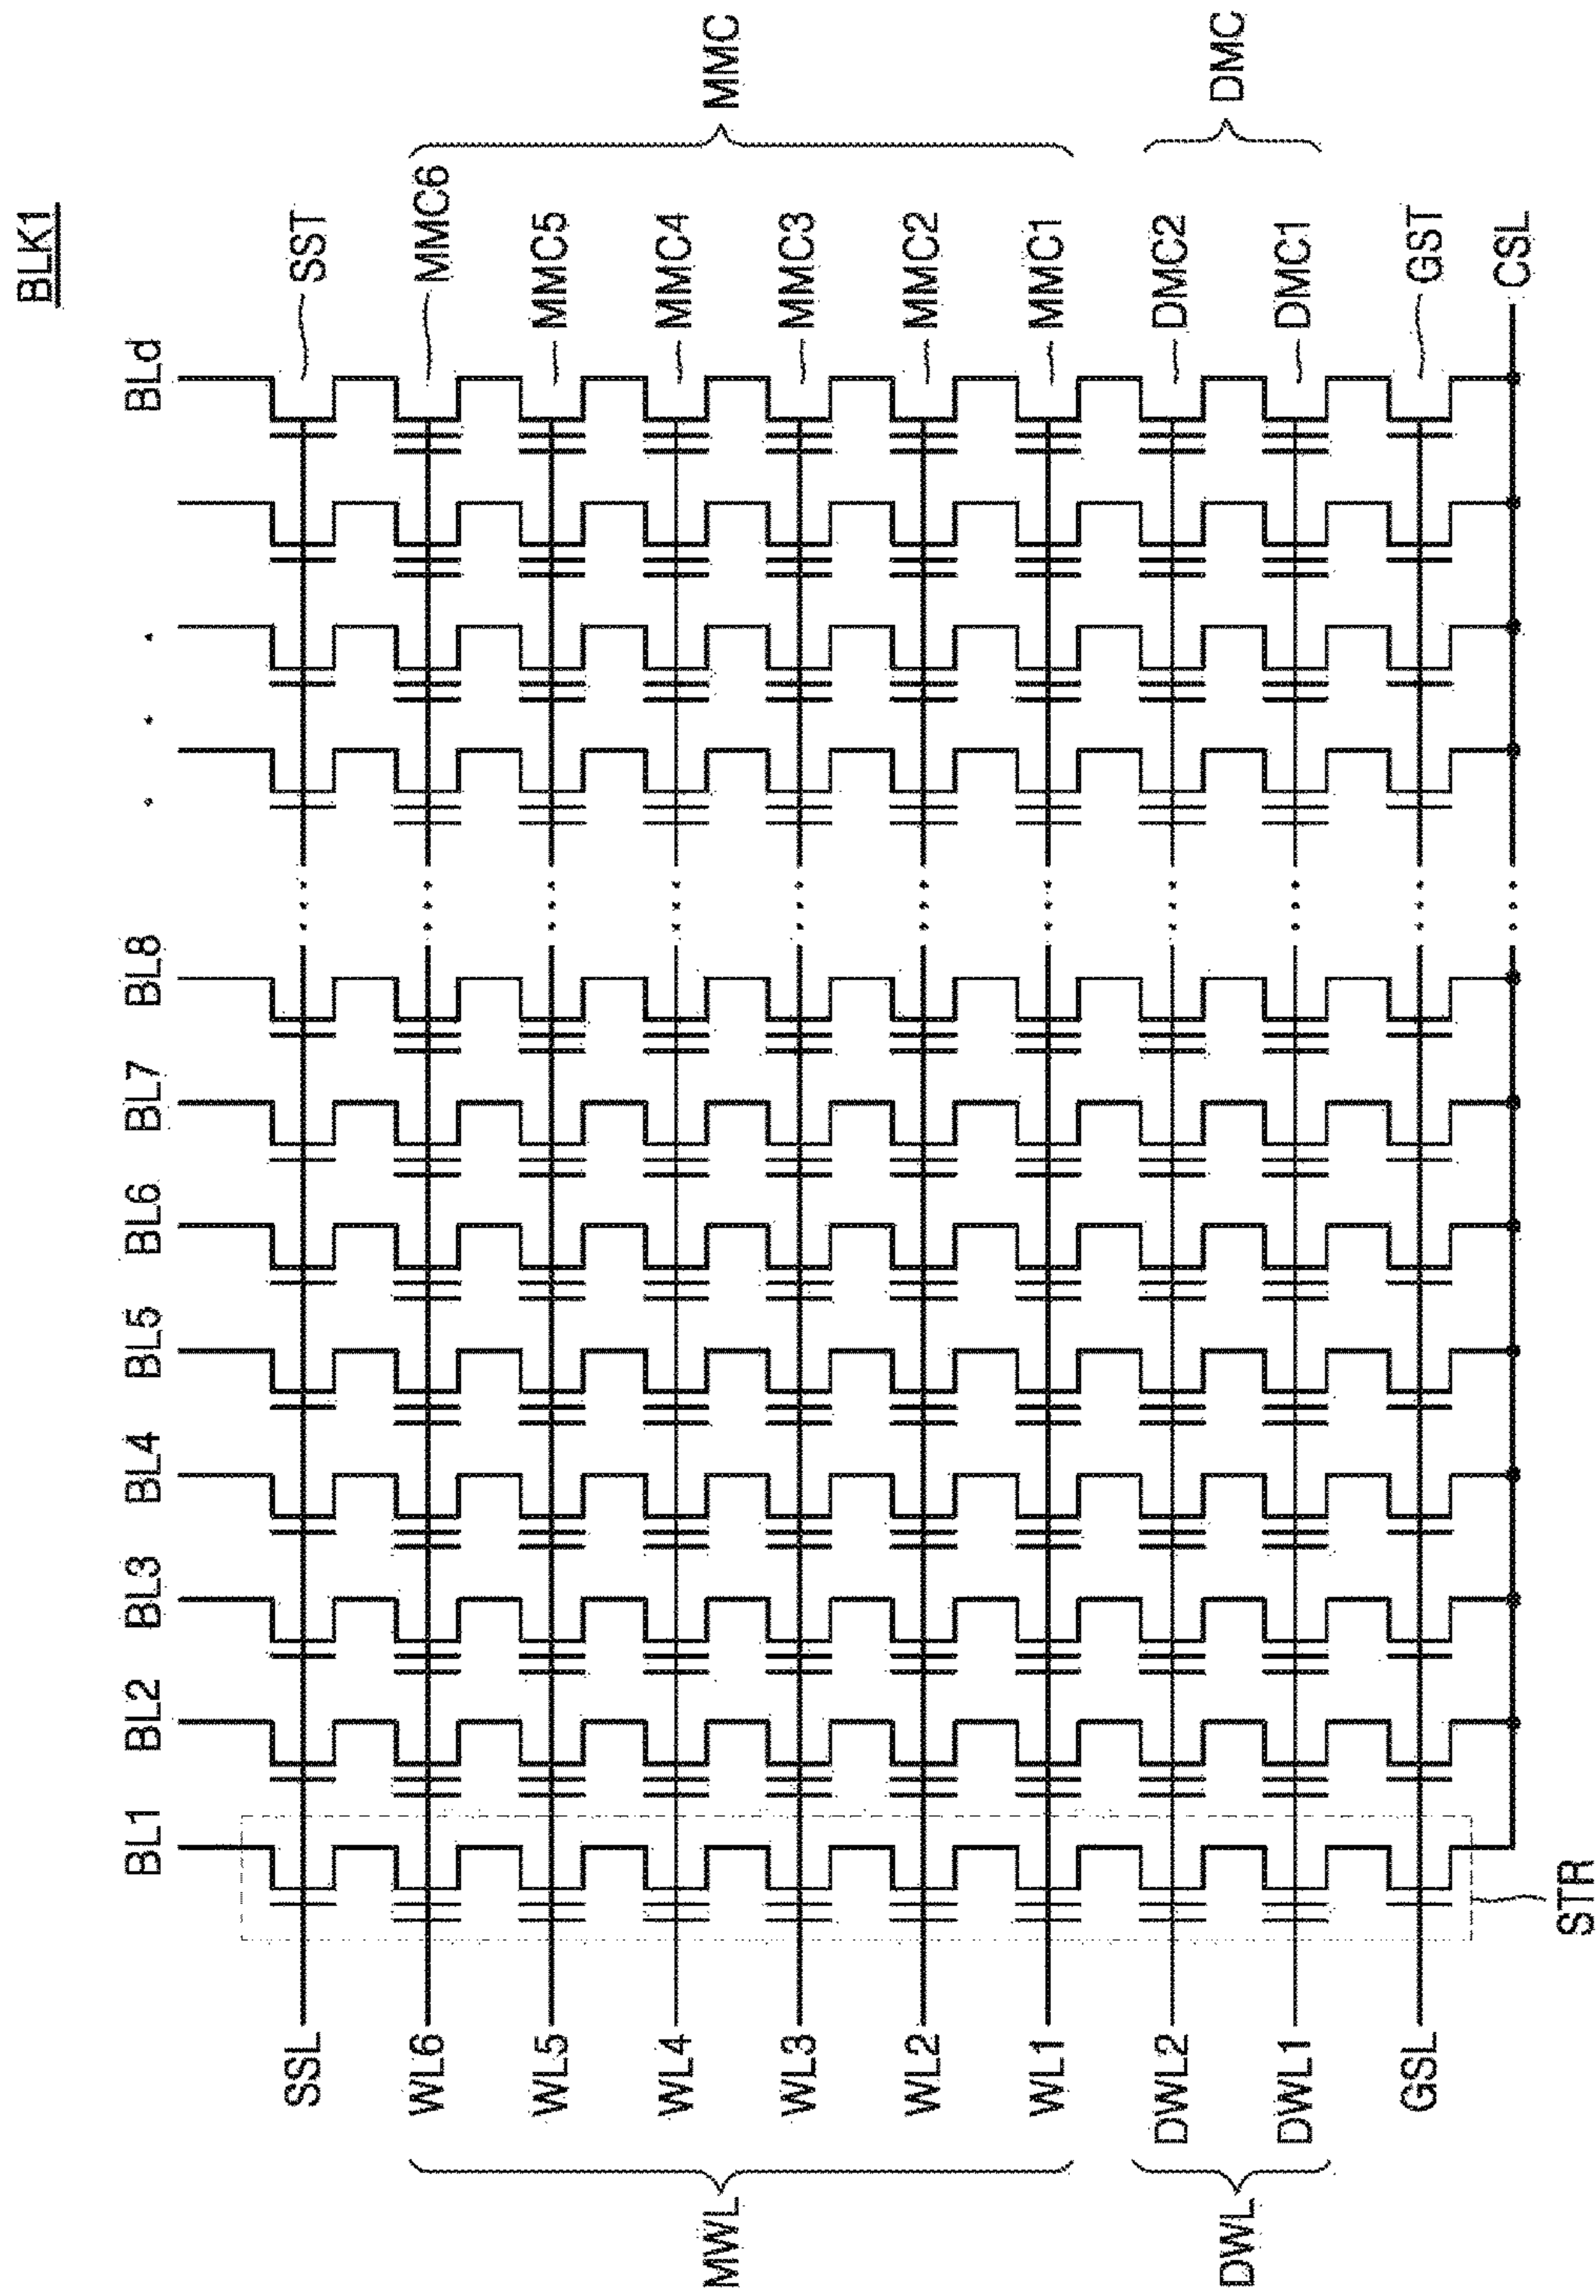 BLK1
BL1 BL2 BL3 BL4 BL5 BL6 BL7 BL8 BLd
SSL SST
WL6 MMC6
WL5 MMC5
WL4 MMC4
MWL MMC
WL3 MMC3
WL2 MMC2
WL1 MMC1
DWL2 DMC2
DWL DMC
DWL1 DMC1
GSL GST
CSL
STR